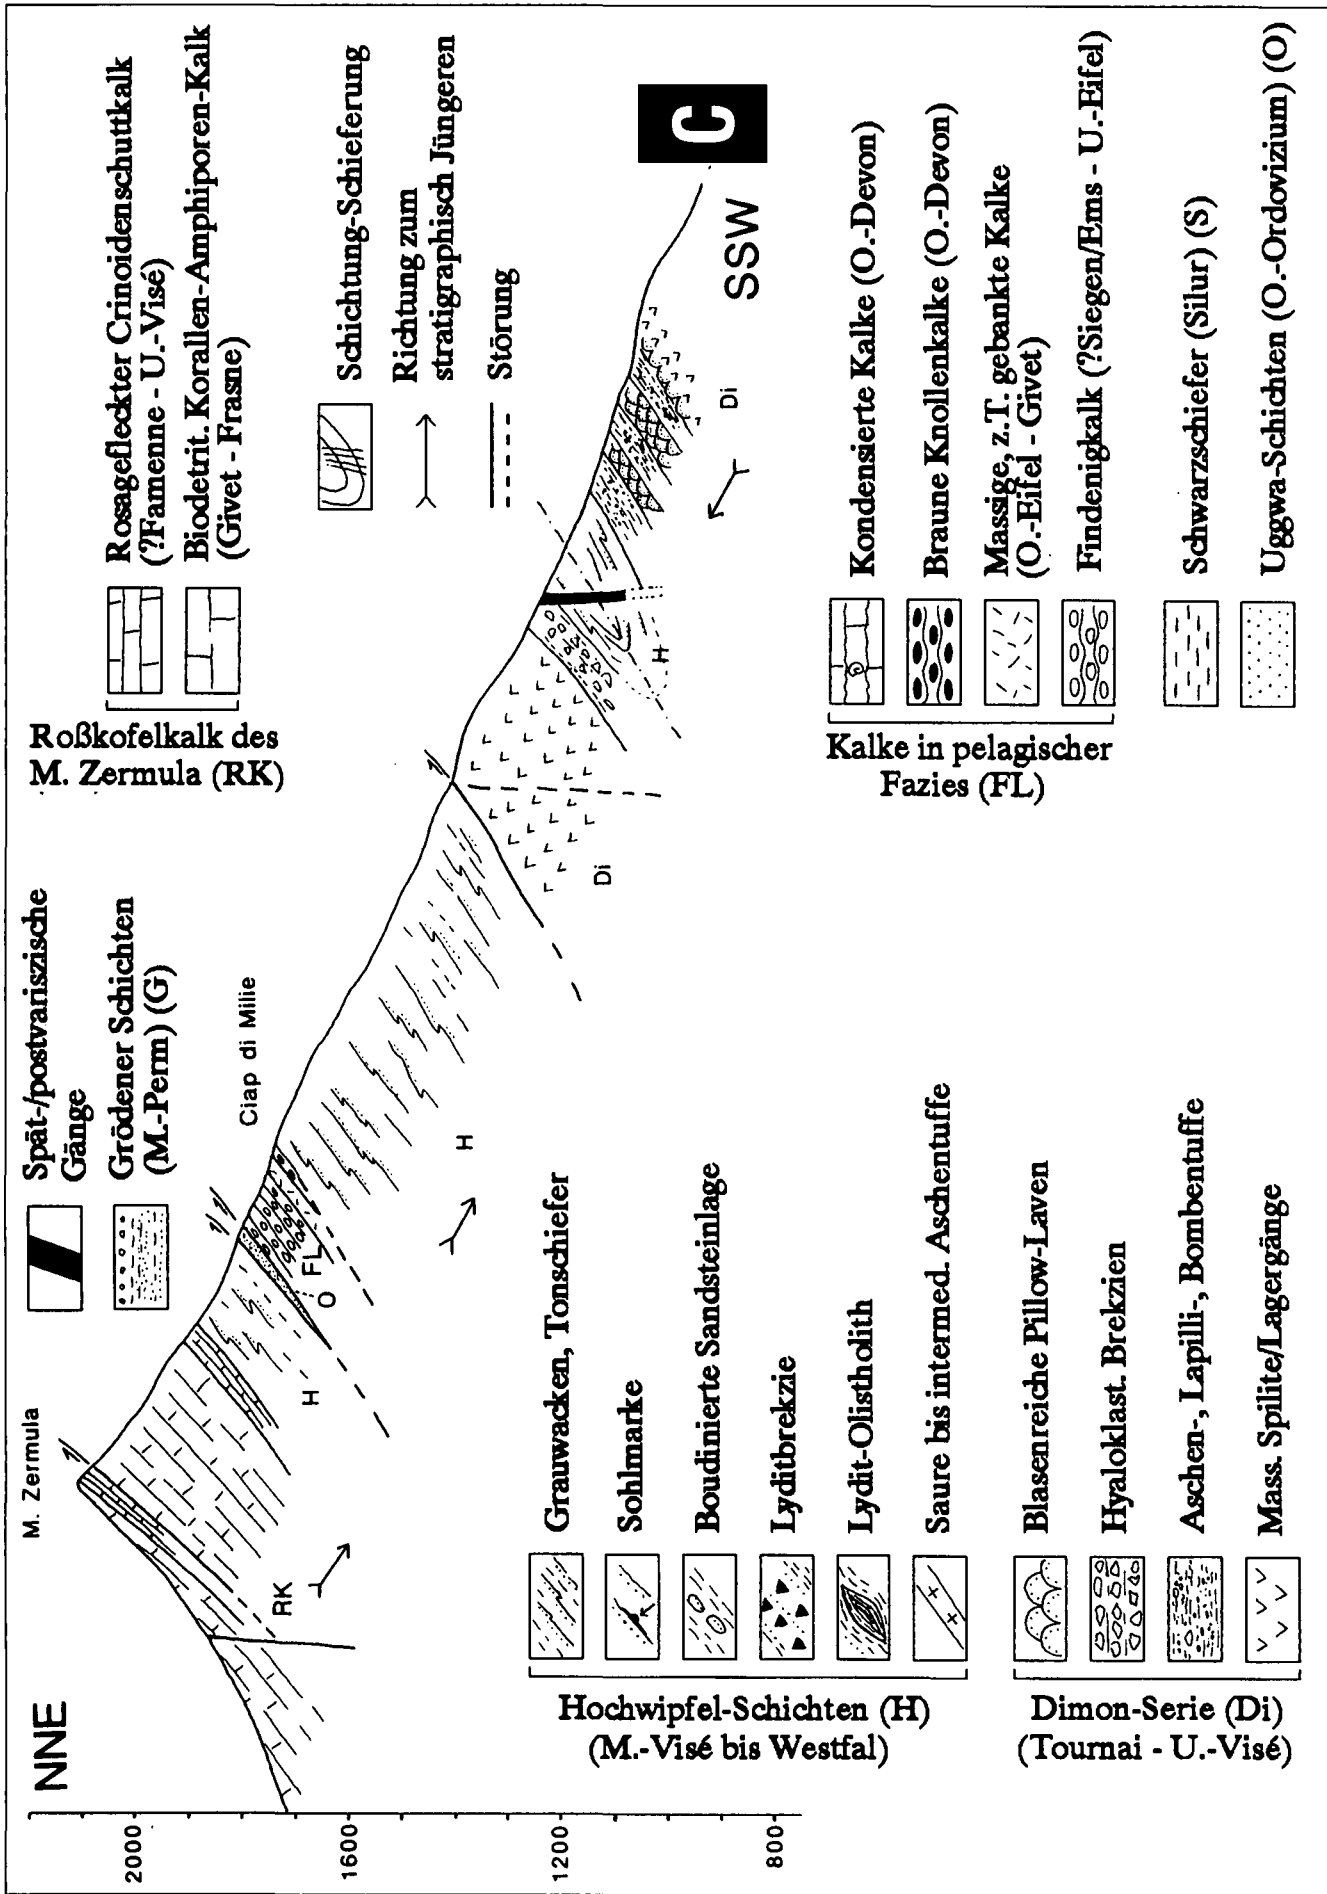 NNE
M. Zermula
Ciap di Milie
SSW
C
2000
1600
1200
800
RK
H
O
FL
H
Di
H
Di
Spät-/postvariszische
Gänge
Grödener Schichten
(M.-Perm) (G)
Roßkofelkalk des
M. Zermula (RK)
Rosagefleckter Crinoidenschuttkalk
(?Famenne - U.-Visé)
Biodetrit. Korallen-Amphiporen-Kalk
(Givet - Frasne)
Schichtung-Schieferung
Richtung zum
stratigraphisch Jüngeren
Störung
Hochwipfel-Schichten (H)
(M.-Visé bis Westfal)
Grauwacken, Tonschiefer
Sohlmarke
Boudinierte Sandsteinlage
Lyditbrekzie
Lydit-Olistholith
Saure bis intermed. Aschentuffe
Dimon-Serie (Di)
(Tournai - U.-Visé)
Blasenreiche Pillow-Laven
Hyaloklast. Brekzien
Aschen-, Lapilli-, Bombentuffe
Mass. Spilite/Lagergänge
Kalke in pelagischer
Fazies (FL)
Kondensierte Kalke (O.-Devon)
Braune Knollenkalke (O.-Devon)
Massige, z.T. gebankte Kalke
(O.-Eifel - Givet)
Findenigkalk (?Siegen/Ems - U.-Eifel)
Schwarzschiefer (Silur) (S)
Uggwa-Schichten (O.-Ordovizium) (O)